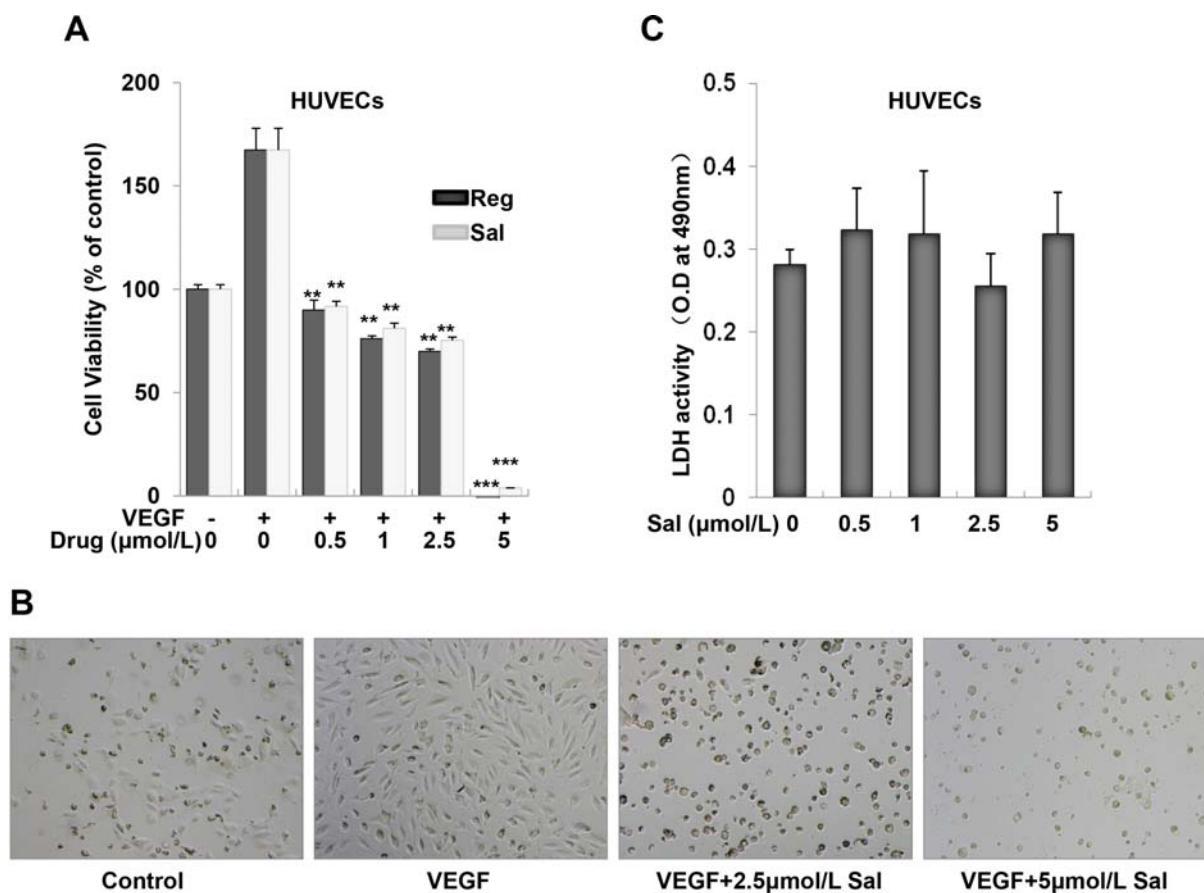 A
200
150
100
50
0
Cell Viability (% of control)
HUVECs
Reg
Sal
** ** ** ** ** ** *** ***
VEGF - + + + + +
Drug (µmol/L) 0 0 0.5 1 2.5 5
C
0.5
0.4
0.3
0.2
0.1
0
LDH activity （O.D at 490nm）
HUVECs
Sal (µmol/L) 0 0.5 1 2.5 5
B
Control VEGF VEGF+2.5µmol/L Sal VEGF+5µmol/L Sal